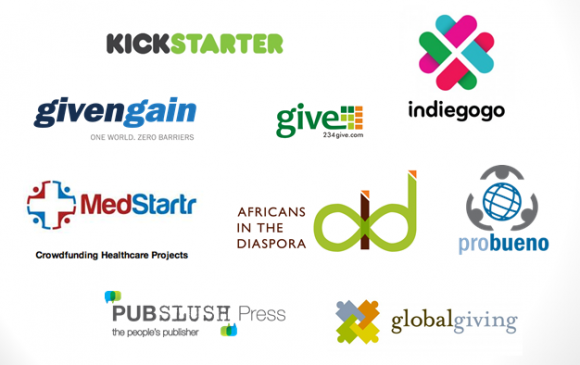 KICKSTARTER
indiegogo
givengain
ONE WORLD. ZERO BARRIERS
give
234give.com
MedStartr
Crowdfunding Healthcare Projects
AFRICANS
IN THE
DIASPORA
aid
probueno
PUBSLUSH Press
the people's publisher
globalgiving